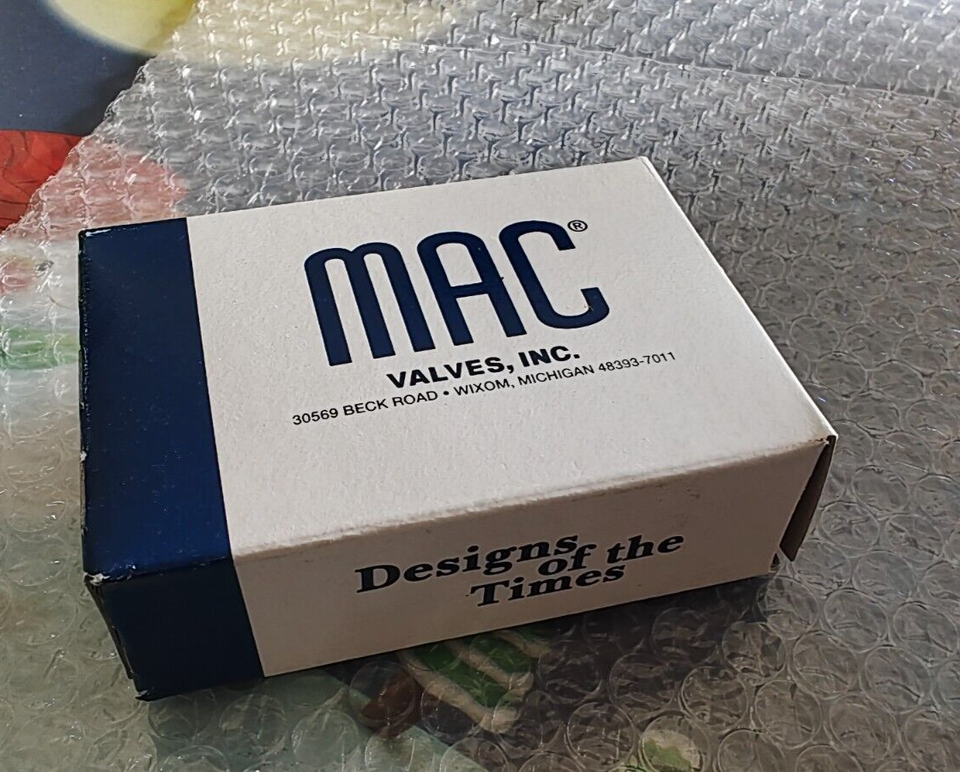 MAC®
VALVES, INC.
30569 BECK ROAD • WIXOM, MICHIGAN 48393-7011
Designs
of the
Times